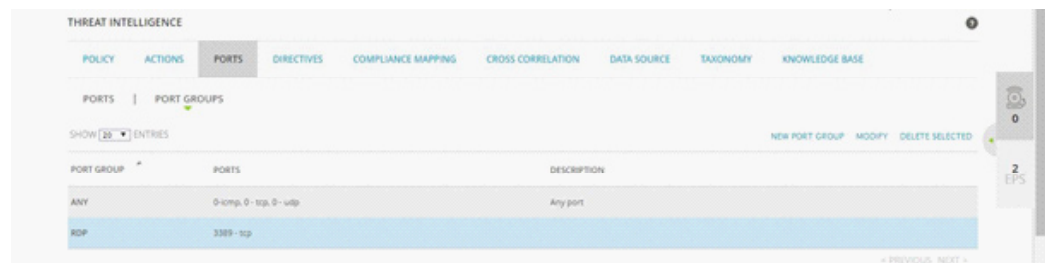 THREAT INTELLIGENCE
POLICY ACTIONS PORTS DIRECTIVES COMPLIANCE MAPPING CROSS CORRELATION DATA SOURCE TAXONOMY KNOWLEDGE BASE
PORTS | PORT GROUPS
SHOW 20 ENTRIES
NEW PORT GROUP MODIFY DELETE SELECTED
PORT GROUP PORTS DESCRIPTION
ANY 0-icmp, 0 - tcp, 0 - udp Any port
RDP 3389 - tcp
< PREVIOUS NEXT >
0
2
EPS